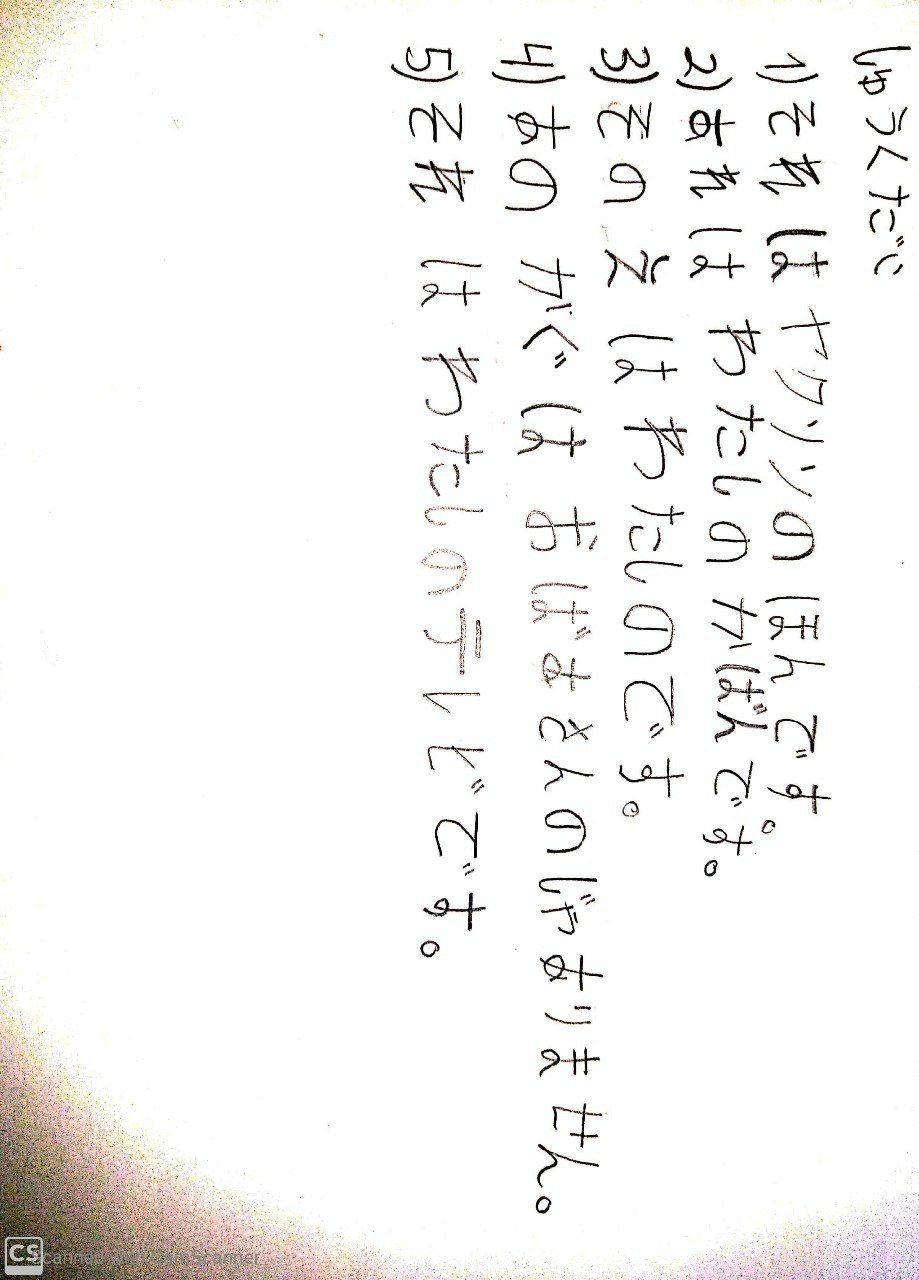 しゅうくだい
1) それは ヤクリンの ほんです。
2) あれは わたしの かばんです。
3) その え は わたしのです。
4) あの かぐは おばあさんのじゃありません。
5) それ は わたしのテレビです。
CS